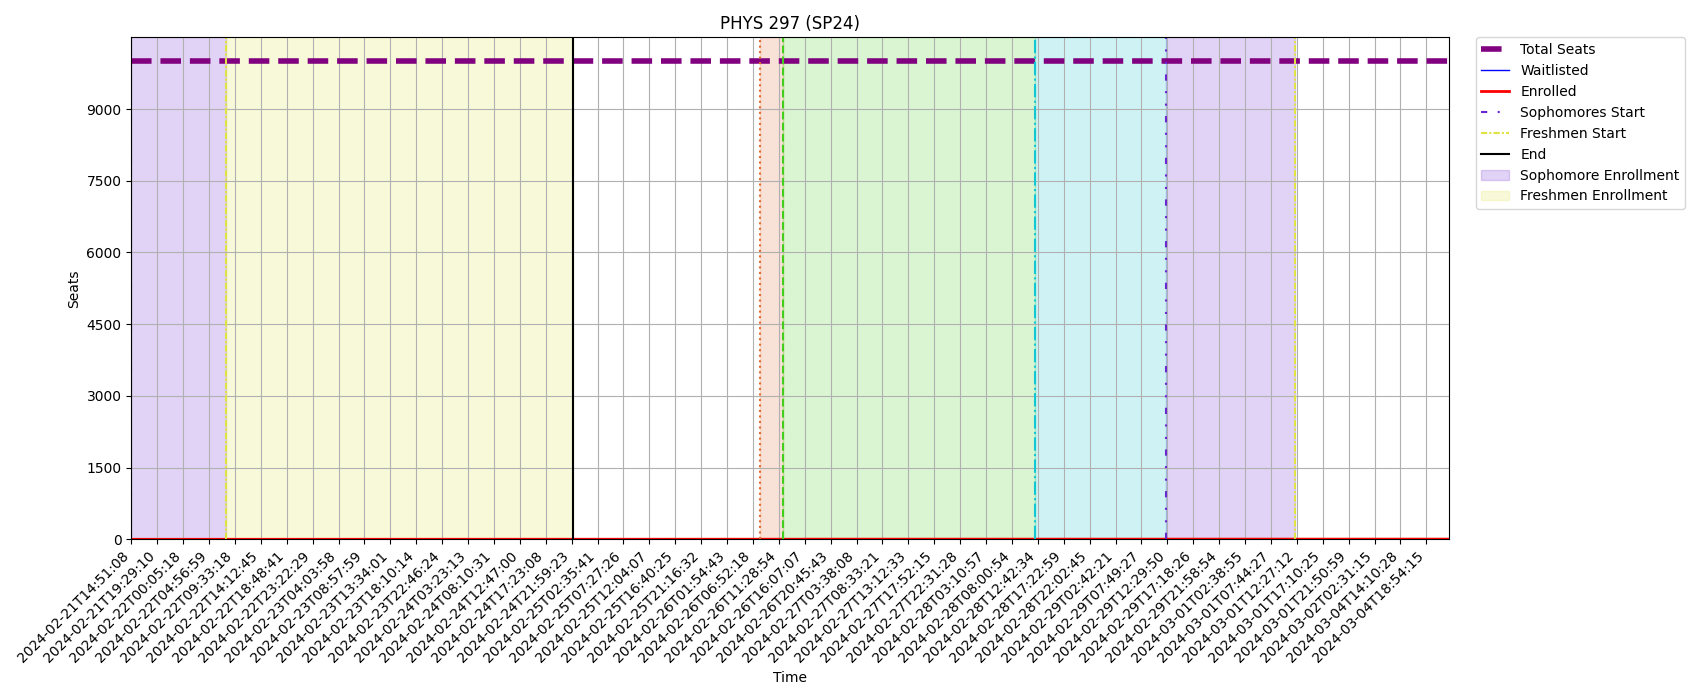 PHYS 297 (SP24)
Total Seats
Waitlisted
Enrolled
Sophomores Start
Freshmen Start
End
Sophomore Enrollment
Freshmen Enrollment
Seats
9000
7500
6000
4500
3000
1500
0
2024-02-21T14:51:08
2024-02-21T19:29:10
2024-02-22T00:05:18
2024-02-22T04:56:59
2024-02-22T09:33:18
2024-02-22T14:12:45
2024-02-22T18:48:41
2024-02-22T23:22:29
2024-02-23T04:03:58
2024-02-23T08:57:59
2024-02-23T13:34:01
2024-02-23T18:10:14
2024-02-23T22:46:24
2024-02-24T03:23:13
2024-02-24T08:10:31
2024-02-24T12:47:00
2024-02-24T17:23:08
2024-02-24T21:59:23
2024-02-25T02:35:41
2024-02-25T07:27:26
2024-02-25T12:04:07
2024-02-25T16:40:25
2024-02-25T21:16:32
2024-02-26T01:54:43
2024-02-26T06:52:18
2024-02-26T11:28:54
2024-02-26T16:07:07
2024-02-26T20:45:43
2024-02-27T03:38:08
2024-02-27T08:33:21
2024-02-27T13:12:33
2024-02-27T17:52:15
2024-02-27T22:31:28
2024-02-28T03:10:57
2024-02-28T08:00:54
2024-02-28T12:42:34
2024-02-28T17:22:59
2024-02-28T22:02:45
2024-02-29T02:42:21
2024-02-29T07:49:27
2024-02-29T12:29:50
2024-02-29T17:18:26
2024-02-29T21:58:54
2024-03-01T02:38:55
2024-03-01T07:44:27
2024-03-01T12:27:12
2024-03-01T17:10:25
2024-03-01T21:50:59
2024-03-02T02:31:15
2024-03-04T14:10:28
2024-03-04T18:54:15
Time